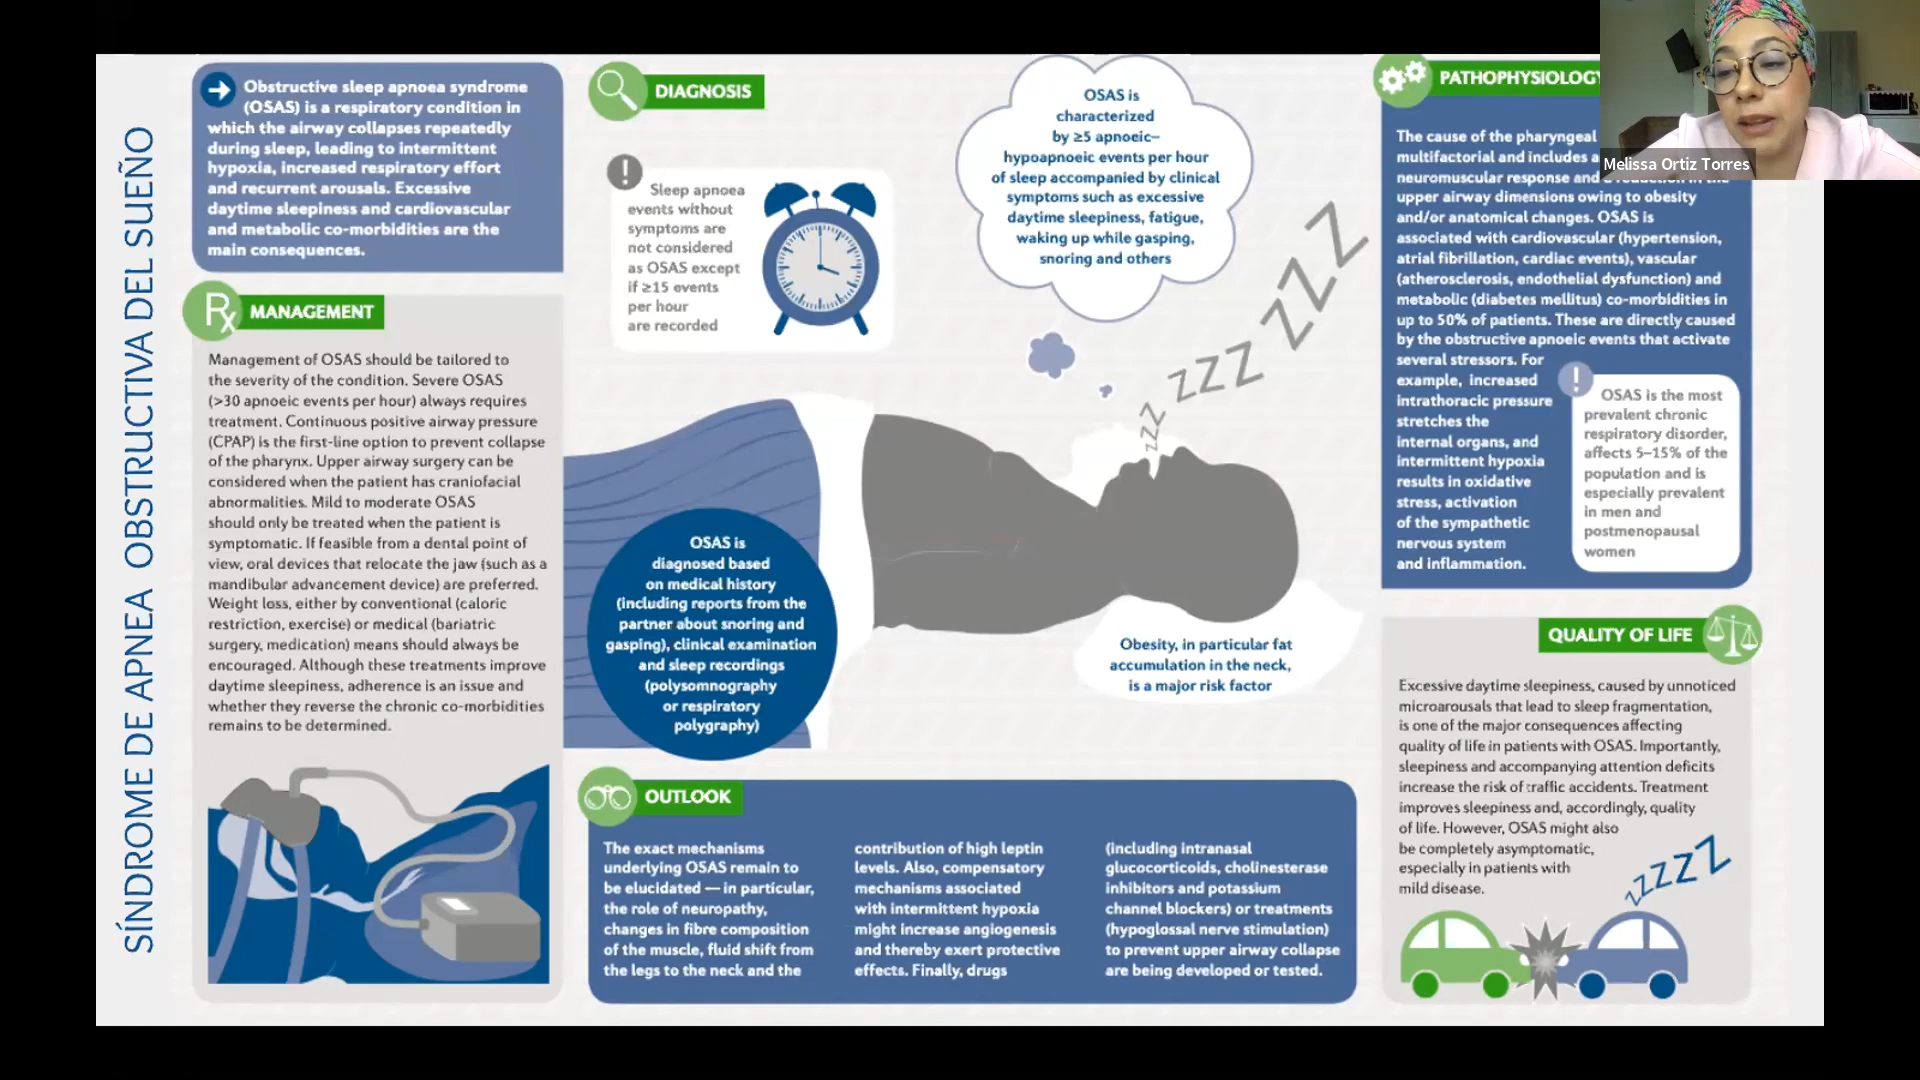 SÍNDROME DE APNEA OBSTRUCTIVA DEL SUEÑO
Obstructive sleep apnoea syndrome
(OSAS) is a respiratory condition in
which the airway collapses repeatedly
during sleep, leading to intermittent
hypoxia, increased respiratory effort
and recurrent arousals. Excessive
daytime sleepiness and cardiovascular
and metabolic co-morbidities are the
main consequences.
Rx MANAGEMENT
Management of OSAS should be tailored to
the severity of the condition. Severe OSAS
(>30 apnoeic events per hour) always requires
treatment. Continuous positive airway pressure
(CPAP) is the first-line option to prevent collapse
of the pharynx. Upper airway surgery can be
considered when the patient has craniofacial
abnormalities. Mild to moderate OSAS
should only be treated when the patient is
symptomatic. If feasible from a dental point of
view, oral devices that relocate the jaw (such as a
mandibular advancement device) are preferred.
Weight loss, either by conventional (caloric
restriction, exercise) or medical (bariatric
surgery, medication) means should always be
encouraged. Although these treatments improve
daytime sleepiness, adherence is an issue and
whether they reverse the chronic co-morbidities
remains to be determined.
DIAGNOSIS
!
Sleep apnoea
events without
symptoms are
not considered
as OSAS except
if ≥15 events
per hour
are recorded
OSAS is
characterized
by ≥5 apnoeic–
hypoapnoeic events per hour
of sleep accompanied by clinical
symptoms such as excessive
daytime sleepiness, fatigue,
waking up while gasping,
snoring and others
zzz ZZZ ZZZ
OSAS is
diagnosed based
on medical history
(including reports from the
partner about snoring and
gasping), clinical examination
and sleep recordings
(polysomnography
or respiratory
polygraphy)
Obesity, in particular fat
accumulation in the neck,
is a major risk factor
OUTLOOK
The exact mechanisms
underlying OSAS remain to
be elucidated — in particular,
the role of neuropathy,
changes in fibre composition
of the muscle, fluid shift from
the legs to the neck and the
contribution of high leptin
levels. Also, compensatory
mechanisms associated
with intermittent hypoxia
might increase angiogenesis
and thereby exert protective
effects. Finally, drugs
(including intranasal
glucocorticoids, cholinesterase
inhibitors and potassium
channel blockers) or treatments
(hypoglossal nerve stimulation)
to prevent upper airway collapse
are being developed or tested.
PATHOPHYSIOLOGY
The cause of the pharyngeal
multifactorial and includes a
neuromuscular response and
upper airway dimensions owing to obesity
and/or anatomical changes. OSAS is
associated with cardiovascular (hypertension,
atrial fibrillation, cardiac events), vascular
(atherosclerosis, endothelial dysfunction) and
metabolic (diabetes mellitus) co-morbidities in
up to 50% of patients. These are directly caused
by the obstructive apnoeic events that activate
several stressors. For
example, increased
intrathoracic pressure
stretches the
internal organs, and
intermittent hypoxia
results in oxidative
stress, activation
of the sympathetic
nervous system
and inflammation.
!
OSAS is the most
prevalent chronic
respiratory disorder,
affects 5–15% of the
population and is
especially prevalent
in men and
postmenopausal
women
QUALITY OF LIFE
Excessive daytime sleepiness, caused by unnoticed
microarousals that lead to sleep fragmentation,
is one of the major consequences affecting
quality of life in patients with OSAS. Importantly,
sleepiness and accompanying attention deficits
increase the risk of traffic accidents. Treatment
improves sleepiness and, accordingly, quality
of life. However, OSAS might also
be completely asymptomatic,
especially in patients with
mild disease.
zzZZZ
Melissa Ortiz Torres